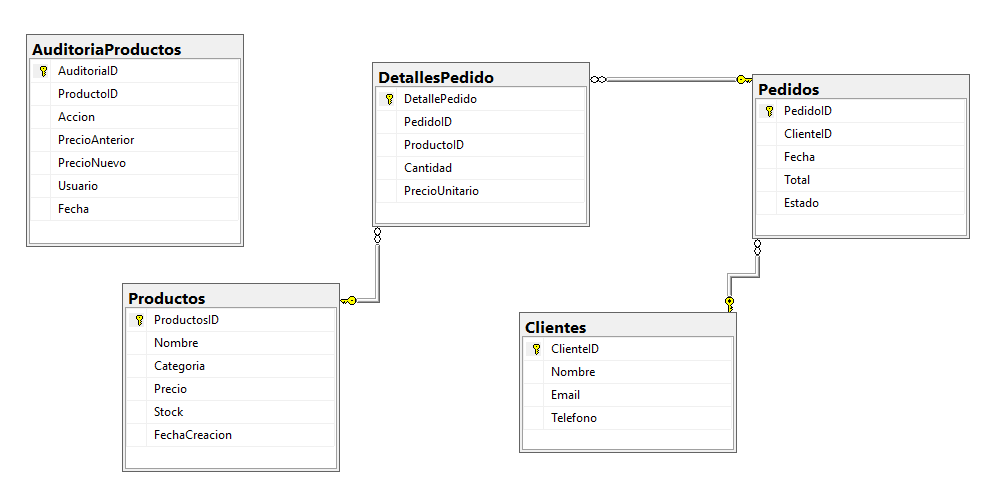 AuditoriaProductos
AuditoriaID
ProductoID
Accion
PrecioAnterior
PrecioNuevo
Usuario
Fecha
DetallesPedido
DetallePedido
PedidoID
ProductoID
Cantidad
PrecioUnitario
Pedidos
PedidoID
ClienteID
Fecha
Total
Estado
Productos
ProductosID
Nombre
Categoria
Precio
Stock
FechaCreacion
Clientes
ClienteID
Nombre
Email
Telefono